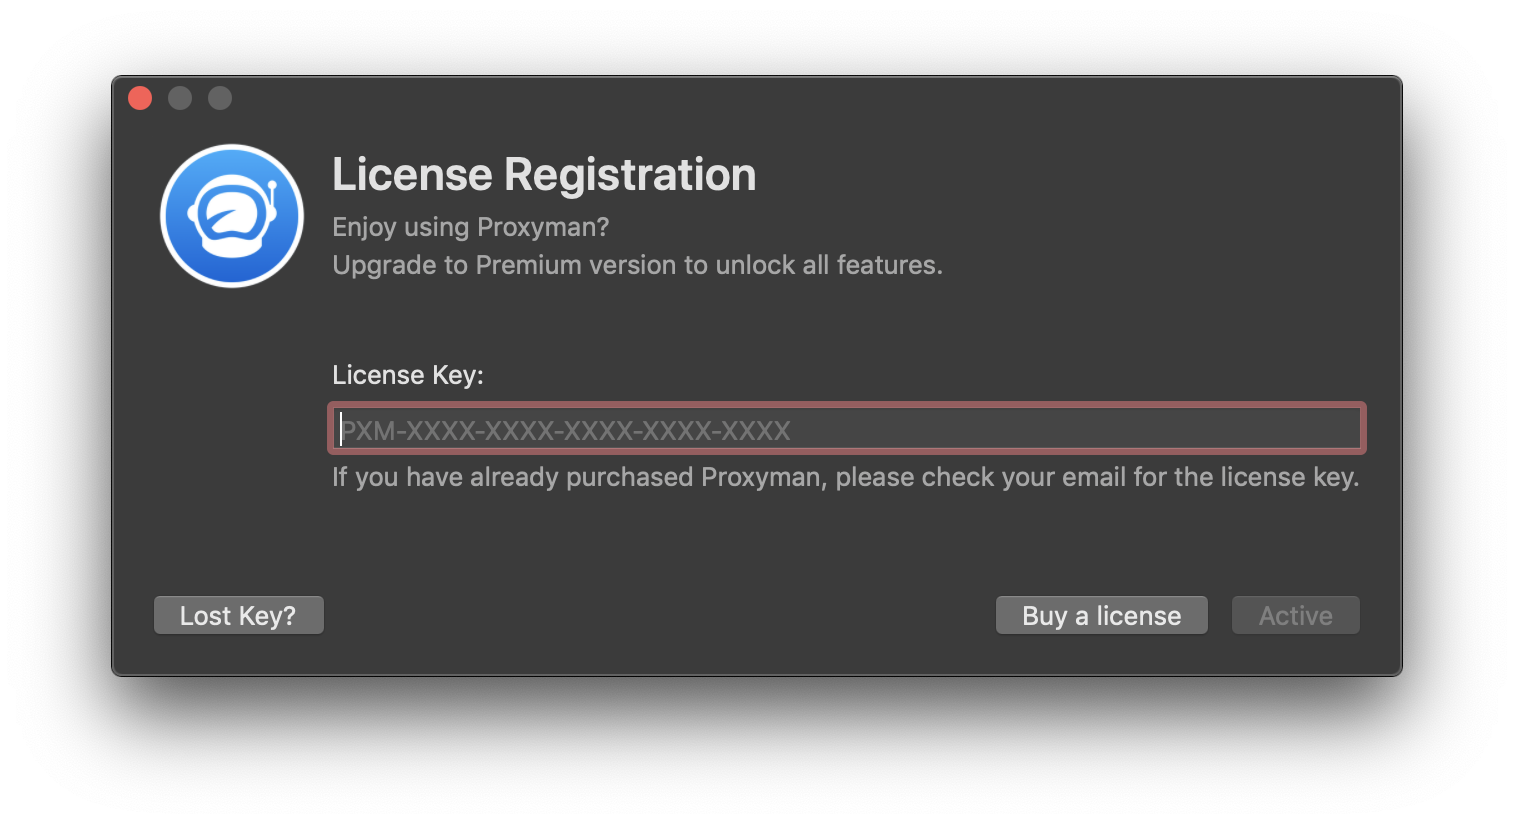 License Registration
Enjoy using Proxyman?
Upgrade to Premium version to unlock all features.
License Key:
PXM-XXXX-XXXX-XXXX-XXXX-XXXX
If you have already purchased Proxyman, please check your email for the license key.
Lost Key?
Buy a license
Active